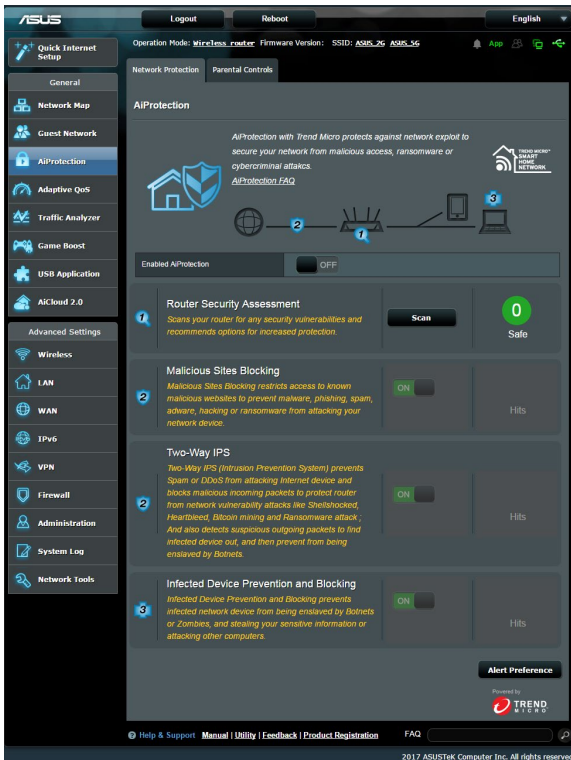 ASUS
Logout
Reboot
English
Quick Internet
Setup
General
Network Map
Guest Network
AiProtection
Adaptive QoS
Traffic Analyzer
Game Boost
USB Application
AiCloud 2.0
Advanced Settings
Wireless
LAN
WAN
IPv6
VPN
Firewall
Administration
System Log
Network Tools
Operation Mode: Wireless router Firmware Version: SSID: ASUS_2G ASUS_5G
App
Network Protection
Parental Controls
AiProtection
AiProtection with Trend Micro protects against network exploit to
secure your network from malicious access, ransomware or
cybercriminal attakcs.
AiProtection FAQ
TREND MICRO™
SMART
HOME
NETWORK
3
2
1
Enabled AiProtection
OFF
1
Router Security Assessment
Scans your router for any security vulnerabilities and
recommends options for increased protection.
Scan
0
Safe
2
Malicious Sites Blocking
Malicious Sites Blocking restricts access to known
malicious websites to prevent malware, phishing, spam,
adware, hacking or ransomware from attacking your
network device.
ON
Hits
2
Two-Way IPS
Two-Way IPS (Intrusion Prevention System) prevents
Spam or DDoS from attacking Internet device and
blocks malicious incoming packets to protect router
from network vulnerability attacks like Shellshocked,
Heartbleed, Bitcoin mining and Ransomware attack ;
And also detects suspicious outgoing packets to find
infected device out, and then prevent from being
enslaved by Botnets.
ON
Hits
3
Infected Device Prevention and Blocking
Infected Device Prevention and Blocking prevents
infected network device from being enslaved by Botnets
or Zombies, and stealing your sensitive information or
attacking other computers.
ON
Hits
Alert Preference
Powered by
TREND
MICRO
Help & Support Manual | Utility | Feedback | Product Registration
FAQ
2017 ASUSTeK Computer Inc. All rights reserved